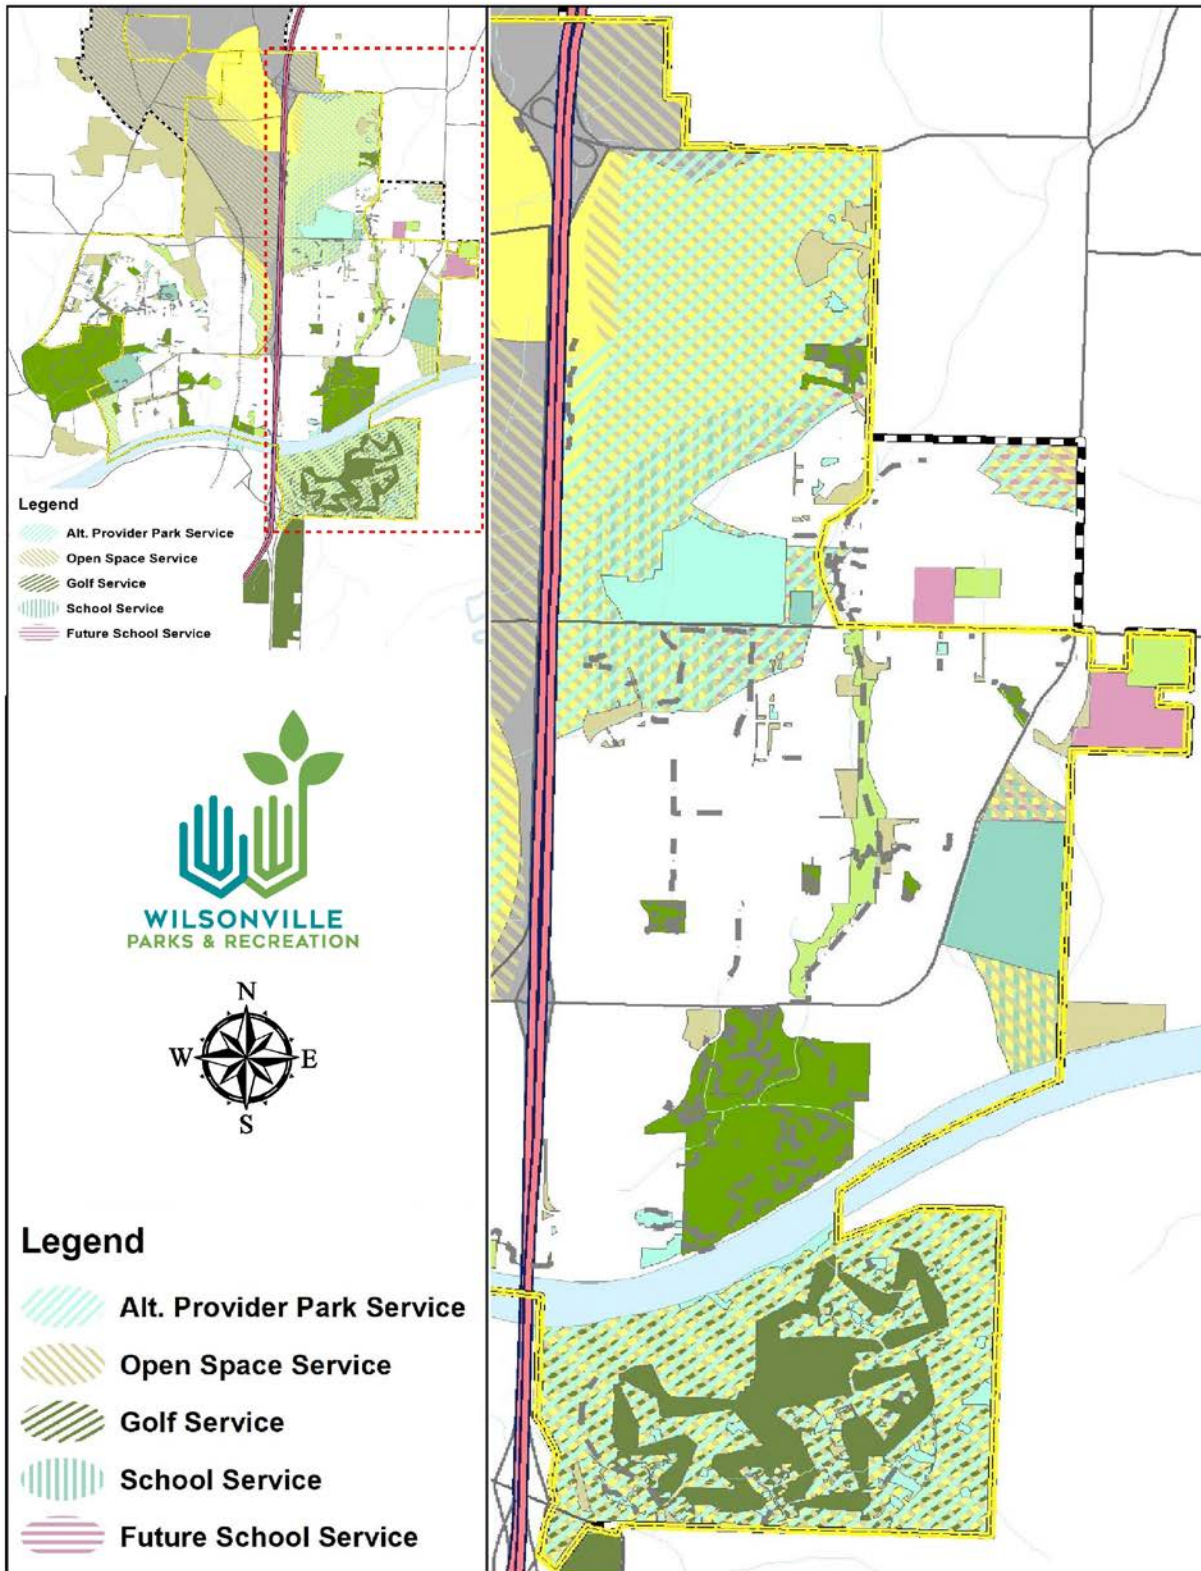 Legend
Alt. Provider Park Service
Open Space Service
Golf Service
School Service
Future School Service
WILSONVILLE
PARKS & RECREATION
N
W E
S
Legend
Alt. Provider Park Service
Open Space Service
Golf Service
School Service
Future School Service